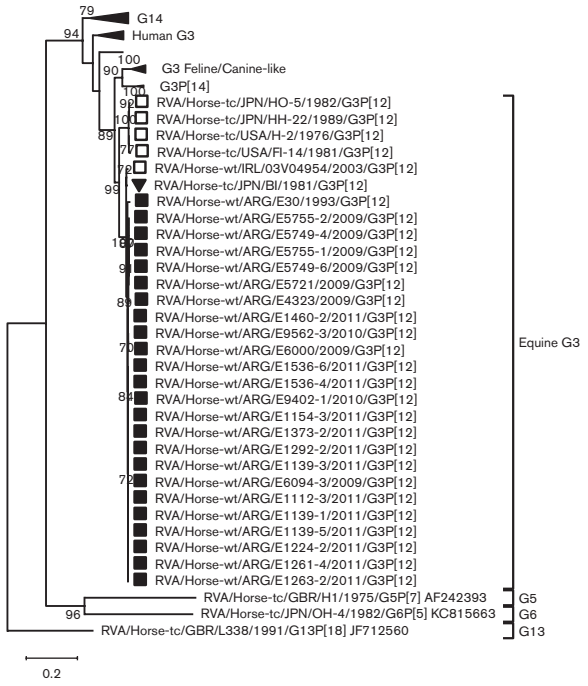 79
G14
94
Human G3
100
90
G3 Feline/Canine-like
100
G3P[14]
92
RVA/Horse-tc/JPN/HO-5/1982/G3P[12]
100
RVA/Horse-tc/JPN/HH-22/1989/G3P[12]
89
RVA/Horse-tc/USA/H-2/1976/G3P[12]
77
RVA/Horse-tc/USA/FI-14/1981/G3P[12]
72
RVA/Horse-wt/IRL/03V04954/2003/G3P[12]
99
RVA/Horse-tc/JPN/BI/1981/G3P[12]
RVA/Horse-wt/ARG/E30/1993/G3P[12]
RVA/Horse-wt/ARG/E5755-2/2009/G3P[12]
RVA/Horse-wt/ARG/E5749-4/2009/G3P[12]
RVA/Horse-wt/ARG/E5755-1/2009/G3P[12]
91
RVA/Horse-wt/ARG/E5749-6/2009/G3P[12]
RVA/Horse-wt/ARG/E5721/2009/G3P[12]
89
RVA/Horse-wt/ARG/E4323/2009/G3P[12]
RVA/Horse-wt/ARG/E1460-2/2011/G3P[12]
RVA/Horse-wt/ARG/E9562-3/2010/G3P[12]
Equine G3
70
RVA/Horse-wt/ARG/E6000/2009/G3P[12]
RVA/Horse-wt/ARG/E1536-6/2011/G3P[12]
RVA/Horse-wt/ARG/E1536-4/2011/G3P[12]
84
RVA/Horse-wt/ARG/E9402-1/2010/G3P[12]
RVA/Horse-wt/ARG/E1154-3/2011/G3P[12]
RVA/Horse-wt/ARG/E1373-2/2011/G3P[12]
RVA/Horse-wt/ARG/E1292-2/2011/G3P[12]
RVA/Horse-wt/ARG/E1139-3/2011/G3P[12]
72
RVA/Horse-wt/ARG/E6094-3/2009/G3P[12]
RVA/Horse-wt/ARG/E1112-3/2011/G3P[12]
RVA/Horse-wt/ARG/E1139-1/2011/G3P[12]
RVA/Horse-wt/ARG/E1139-5/2011/G3P[12]
RVA/Horse-wt/ARG/E1224-2/2011/G3P[12]
RVA/Horse-wt/ARG/E1261-4/2011/G3P[12]
RVA/Horse-wt/ARG/E1263-2/2011/G3P[12]
RVA/Horse-tc/GBR/H1/1975/G5P[7] AF242393
G5
96
RVA/Horse-tc/JPN/OH-4/1982/G6P[5] KC815663
G6
RVA/Horse-tc/GBR/L338/1991/G13P[18] JF712560
G13
0.2